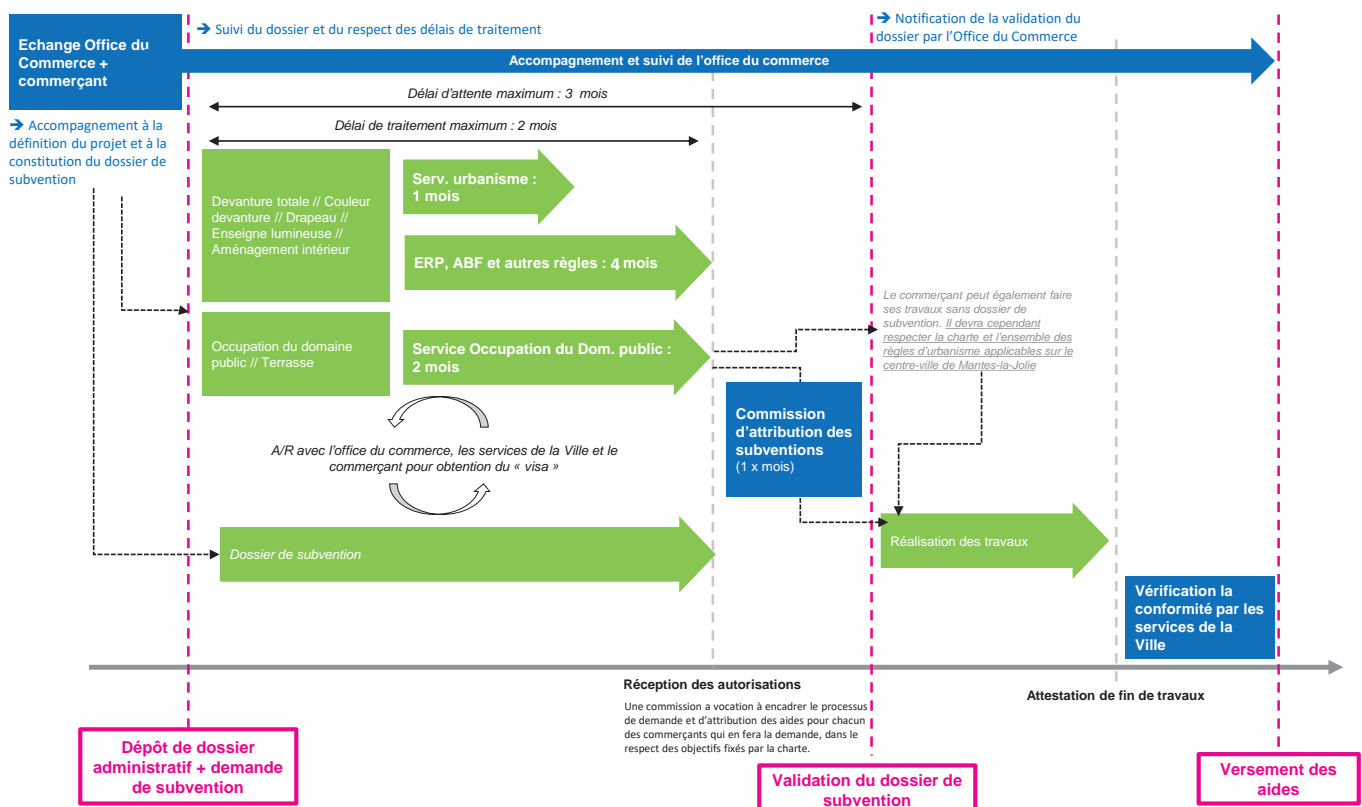 Echange Office du
Commerce +
commerçant
➔ Suivi du dossier et du respect des délais de traitement
➔ Notification de la validation du
dossier par l'Office du Commerce
Accompagnement et suivi de l'office du commerce
➔ Accompagnement à la
définition du projet et à la
constitution du dossier de
subvention
Délai d'attente maximum : 3 mois
Délai de traitement maximum : 2 mois
Devanture totale // Couleur
devanture // Drapeau //
Enseigne lumineuse //
Aménagement intérieur
Serv. urbanisme :
1 mois
ERP, ABF et autres règles : 4 mois
Occupation du domaine
public // Terrasse
Service Occupation du Dom. public :
2 mois
Le commerçant peut également faire
ses travaux sans dossier de
subvention. Il devra cependant
respecter la charte et l'ensemble des
règles d'urbanisme applicables sur le
centre-ville de Mantes-la-Jolie
A/R avec l'office du commerce, les services de la Ville et le
commerçant pour obtention du « visa »
Commission
d'attribution des
subventions
(1 x mois)
Dossier de subvention
Réalisation des travaux
Vérification la
conformité par les
services de la
Ville
Réception des autorisations
Une commission a vocation à encadrer le processus
de demande et d'attribution des aides pour chacun
des commerçants qui en fera la demande, dans le
respect des objectifs fixés par la charte.
Attestation de fin de travaux
Dépôt de dossier
administratif + demande
de subvention
Validation du dossier de
subvention
Versement des
aides